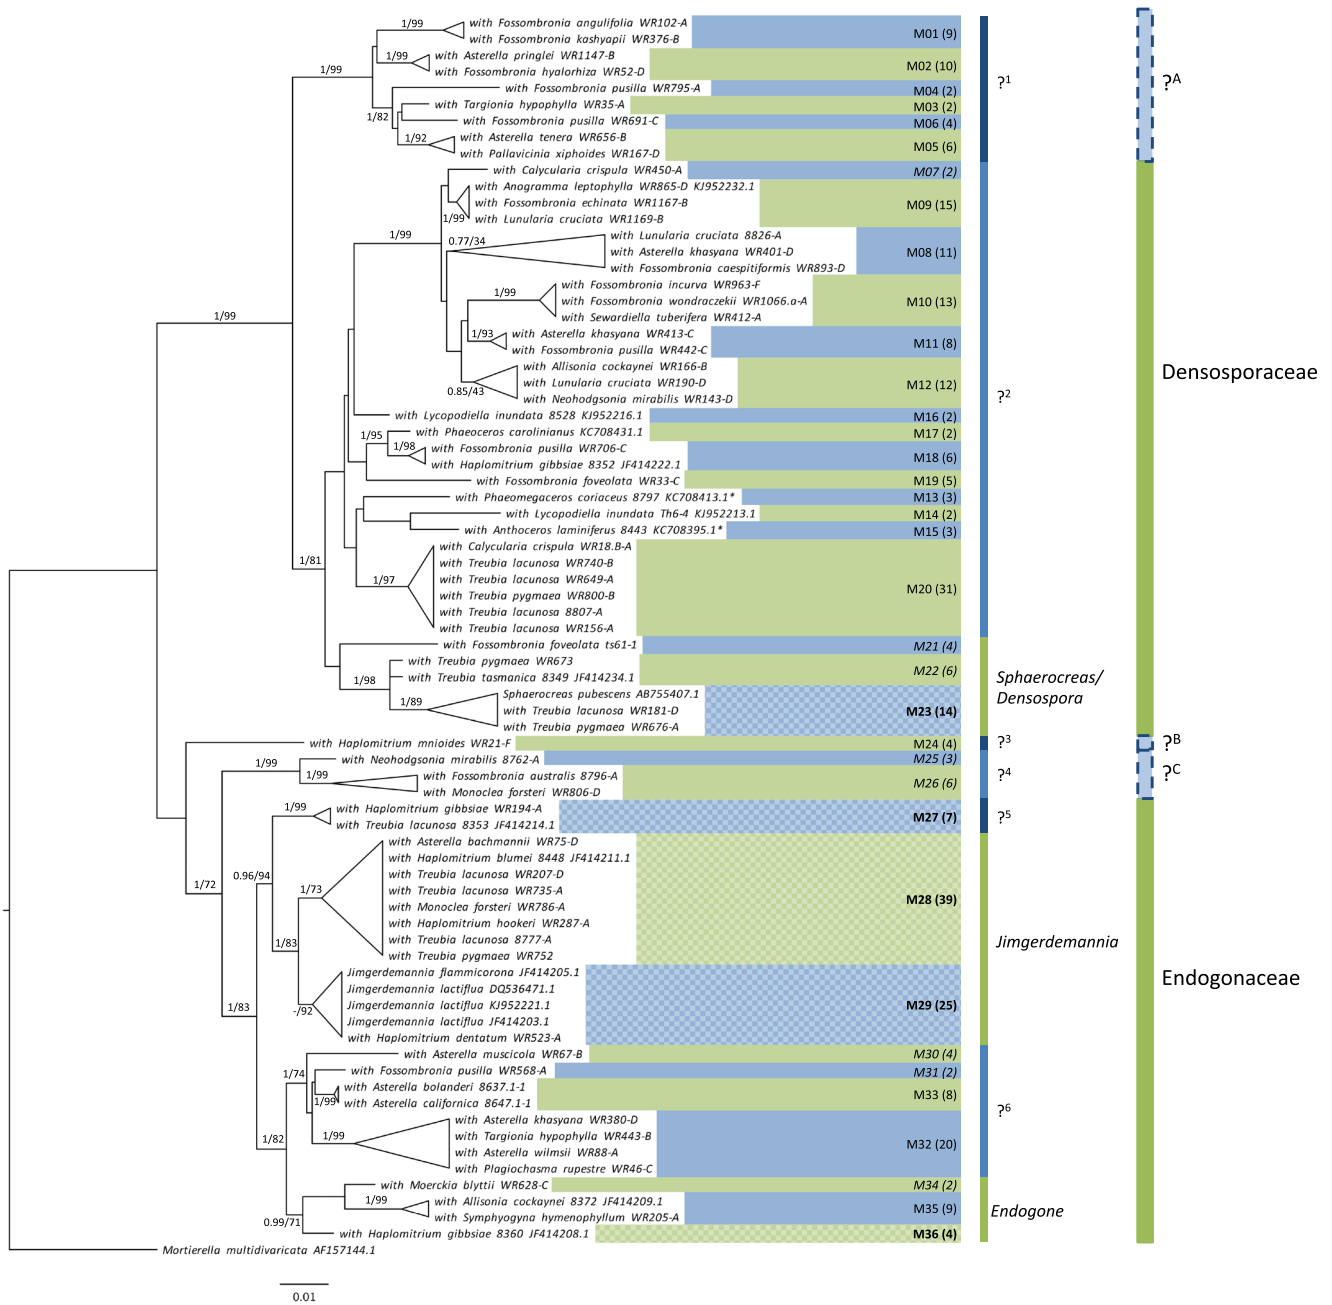 with Fossombronia angulifolia WR102-A
1/99
M01 (9)
with Fossombronia kashyapii WR376-B
with Asterella pringlei WR1147-B
1/99
M02 (10)
1/99
with Fossombronia hyalorhiza WR52-D
?1
?A
with Fossombronia pusilla WR795-A
M04 (2)
with Targionia hypophylla WR35-A
M03 (2)
1/82
with Fossombronia pusilla WR691-C
M06 (4)
with Asterella tenera WR656-B
1/92
M05 (6)
with Pallavicinia xiphoides WR167-D
with Calycularia crispula WR450-A
M07 (2)
with Anogramma leptophylla WR865-D KJ952232.1
with Fossombronia echinata WR1167-B
M09 (15)
1/99
with Lunularia cruciata WR1169-B
1/99
with Lunularia cruciata 8826-A
0.77/34
with Asterella khasyana WR401-D
M08 (11)
with Fossombronia caespitiformis WR893-D
with Fossombronia incurva WR963-F
1/99
with Fossombronia wondraczekii WR1066.a-A
M10 (13)
with Sewardiella tuberifera WR412-A
1/99
with Asterella khasyana WR413-C
1/93
M11 (8)
with Fossombronia pusilla WR442-C
with Allisonia cockaynei WR166-B
Densosporaceae
with Lunularia cruciata WR190-D
M12 (12)
0.85/43
with Neohodgsonia mirabilis WR143-D
?2
with Lycopodiella inundata 8528 KJ952216.1
M16 (2)
with Phaeoceros carolinianus KC708431.1
M17 (2)
1/95
with Fossombronia pusilla WR706-C
1/98
M18 (6)
with Haplomitrium gibbsiae 8352 JF414222.1
with Fossombronia foveolata WR33-C
M19 (5)
with Phaeomegaceros coriaceus 8797 KC708413.1*
M13 (3)
with Lycopodiella inundata Th6-4 KJ952213.1
M14 (2)
with Anthoceros laminiferus 8443 KC708395.1*
M15 (3)
with Calycularia crispula WR18.B-A
1/81
with Treubia lacunosa WR740-B
with Treubia lacunosa WR649-A
1/97
M20 (31)
with Treubia pygmaea WR800-B
with Treubia lacunosa 8807-A
with Treubia lacunosa WR156-A
with Fossombronia foveolata ts61-1
M21 (4)
with Treubia pygmaea WR673
M22 (6)
with Treubia tasmanica 8349 JF414234.1
1/98
Sphaerocreas/
Densospora
Sphaerocreas pubescens AB755407.1
1/89
with Treubia lacunosa WR181-D
M23 (14)
with Treubia pygmaea WR676-A
with Haplomitrium mnioides WR21-F
M24 (4)
?3
?B
with Neohodgsonia mirabilis 8762-A
M25 (3)
1/99
with Fossombronia australis 8796-A
1/99
M26 (6)
?4
?C
with Monoclea forsteri WR806-D
with Haplomitrium gibbsiae WR194-A
1/99
M27 (7)
?5
with Treubia lacunosa 8353 JF414214.1
with Asterella bachmannii WR75-D
with Haplomitrium blumei 8448 JF414211.1
with Treubia lacunosa WR207-D
0.96/94
1/72
1/73
with Treubia lacunosa WR735-A
M28 (39)
with Monoclea forsteri WR786-A
with Haplomitrium hookeri WR287-A
with Treubia lacunosa 8777-A
1/83
Jimgerdemannia
with Treubia pygmaea WR752
Jimgerdemannia flammicorona JF414205.1
Endogonaceae
Jimgerdemannia lactiflua DQ536471.1
1/83
-/92
Jimgerdemannia lactiflua KJ952221.1
M29 (25)
Jimgerdemannia lactiflua JF414203.1
with Haplomitrium dentatum WR523-A
with Asterella muscicola WR67-B
M30 (4)
1/74
with Fossombronia pusilla WR568-A
M31 (2)
with Asterella bolanderi 8637.1-1
1/99
M33 (8)
with Asterella californica 8647.1-1
?6
with Asterella khasyana WR380-D
1/82
1/99
with Targionia hypophylla WR443-B
M32 (20)
with Asterella wilmsii WR88-A
with Plagiochasma rupestre WR46-C
with Moerckia blyttii WR628-C
M34 (2)
1/99
with Allisonia cockaynei 8372 JF414209.1
M35 (9)
Endogone
with Symphyogyna hymenophyllum WR205-A
0.99/71
with Haplomitrium gibbsiae 8360 JF414208.1
M36 (4)
Mortierella multidivaricata AF157144.1
0.01